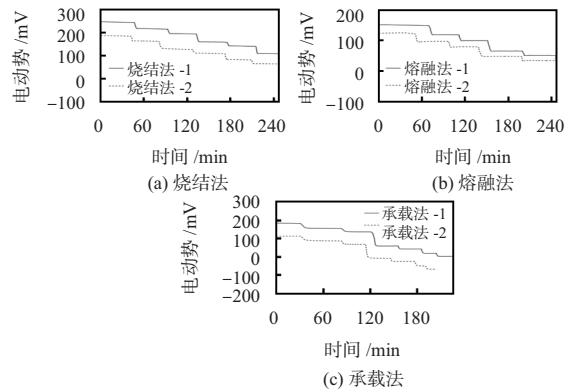 300
200
100
0
−100
电动势 /mV
烧结法 -1
烧结法 -2
0 60 120 180 240
时间 /min
(a) 烧结法
200
100
0
−100
电动势 /mV
熔融法 -1
熔融法 -2
0 60 120 180 240
时间 /min
(b) 熔融法
300
200
100
0
−100
−200
电动势 /mV
承载法 -1
承载法 -2
0 60 120 180
时间 /min
(c) 承载法